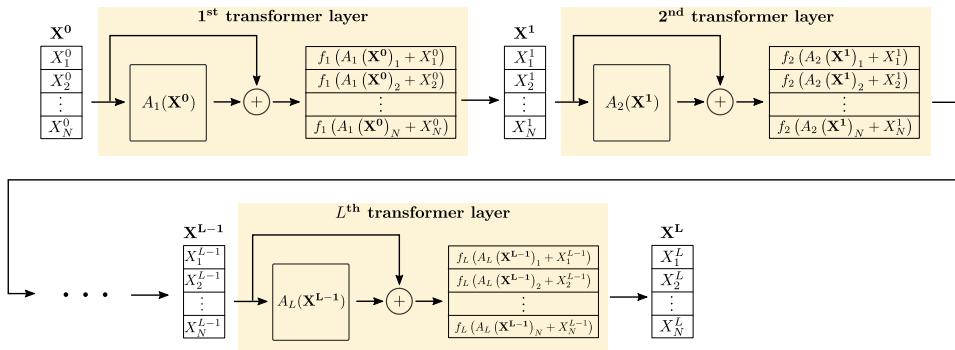 1st transformer layer
2nd transformer layer
X⁰
X₁⁰
X₂⁰
⋮
X_N⁰
A₁(X⁰)
+
f₁ (A₁ (X⁰)₁ + X₁⁰)
f₁ (A₁ (X⁰)₂ + X₂⁰)
⋮
f₁ (A₁ (X⁰)_N + X_N⁰)
X¹
X₁¹
X₂¹
⋮
X_N¹
A₂(X¹)
+
f₂ (A₂ (X¹)₁ + X₁¹)
f₂ (A₂ (X¹)₂ + X₂¹)
⋮
f₂ (A₂ (X¹)_N + X_N¹)
Lth transformer layer
· · ·
X^{L−1}
X₁^{L−1}
X₂^{L−1}
⋮
X_N^{L−1}
A_L(X^{L−1})
+
f_L (A_L (X^{L−1})₁ + X₁^{L−1})
f_L (A_L (X^{L−1})₂ + X₂^{L−1})
⋮
f_L (A_L (X^{L−1})_N + X_N^{L−1})
X^L
X₁^L
X₂^L
⋮
X_N^L